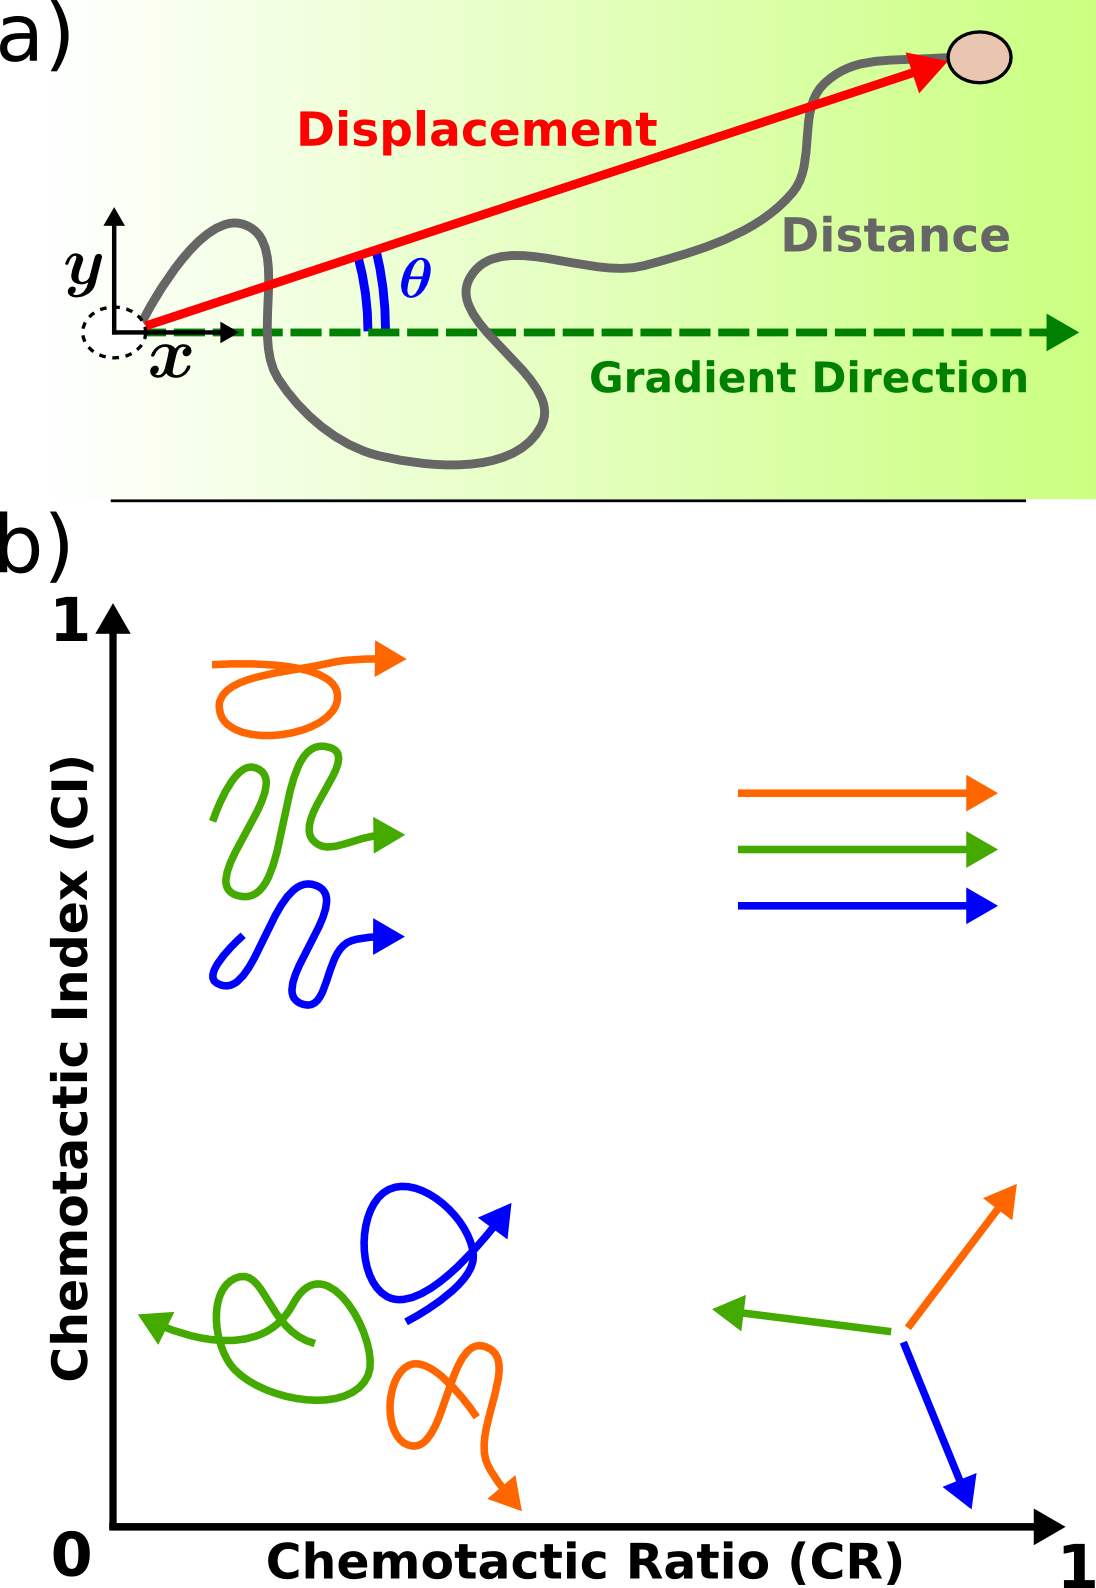 a)
Displacement
Distance
y
θ
x
Gradient Direction
b)
1
Chemotactic Index (CI)
0
Chemotactic Ratio (CR)
1